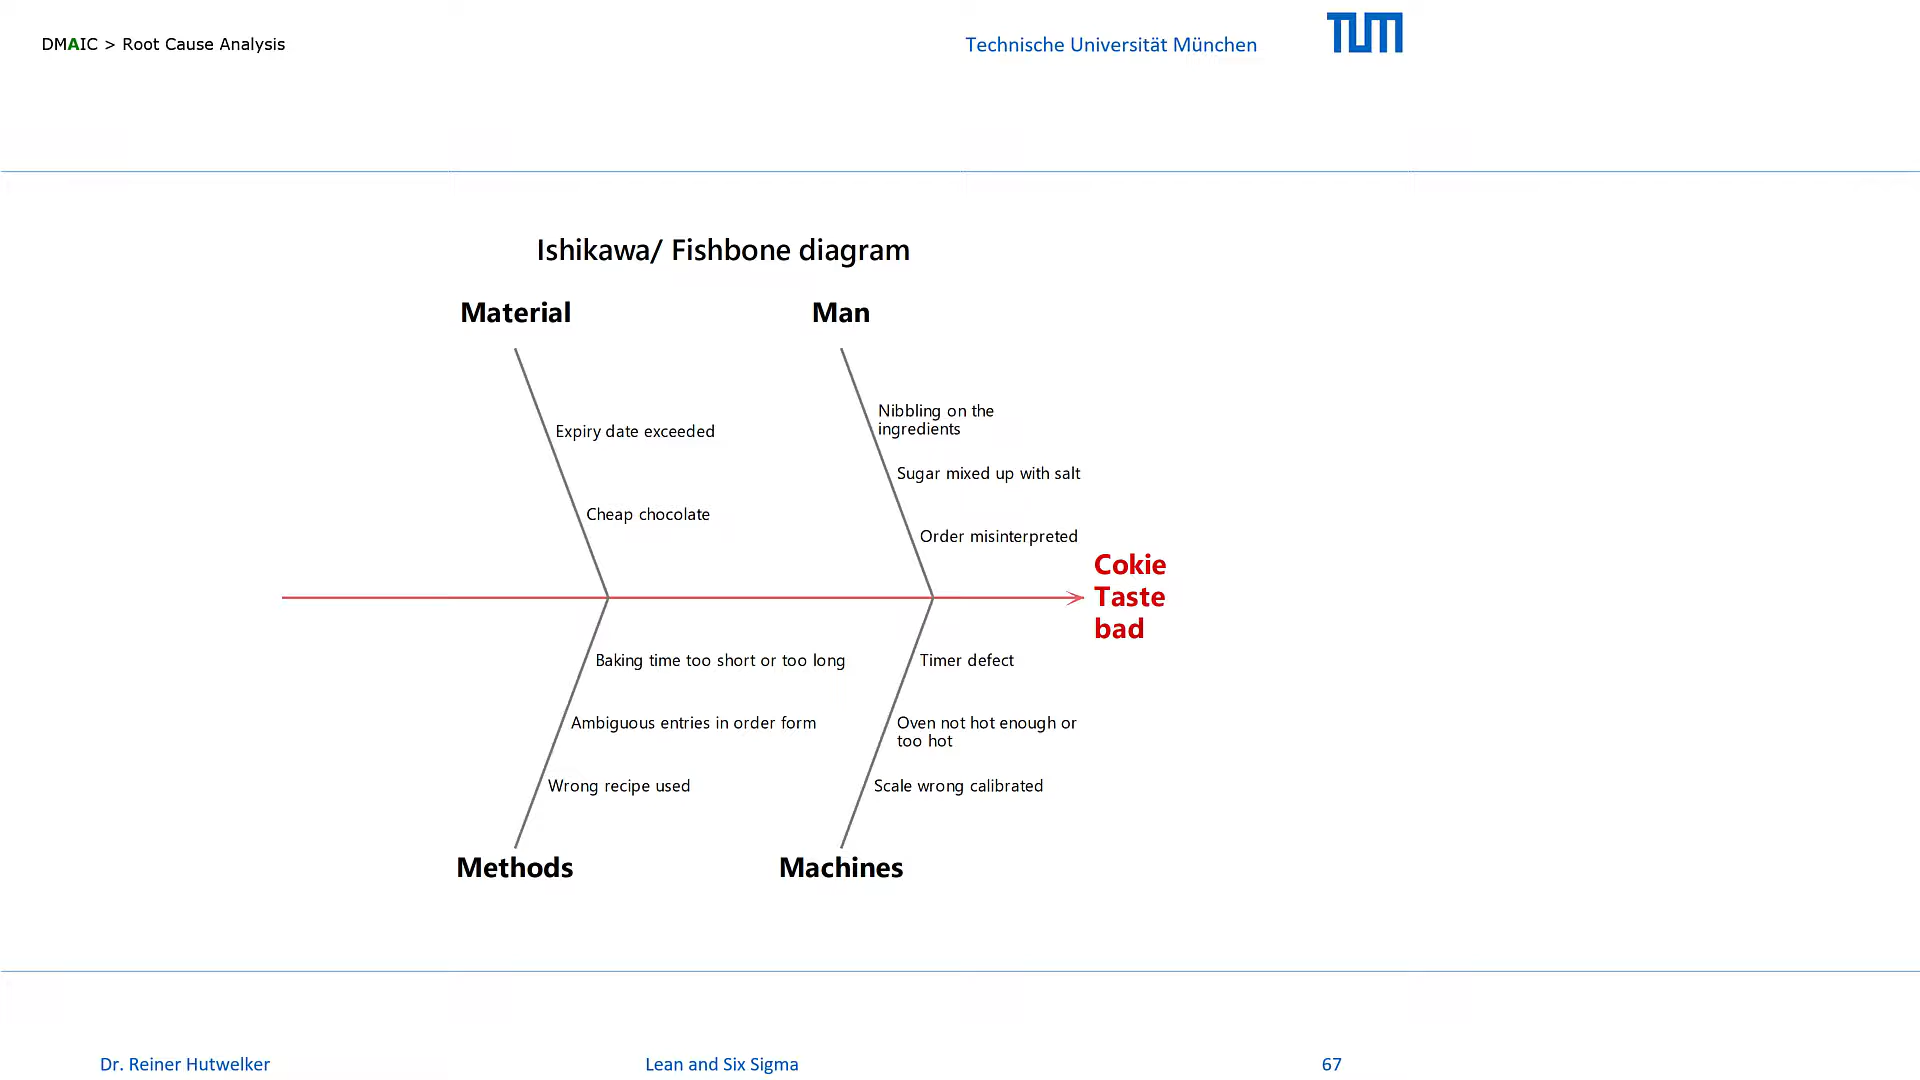 DMAIC > Root Cause Analysis
Technische Universität München
TUM
Ishikawa/ Fishbone diagram
Material
Man
Nibbling on the
ingredients
Expiry date exceeded
Sugar mixed up with salt
Cheap chocolate
Order misinterpreted
Cokie
Taste
bad
Baking time too short or too long
Timer defect
Ambiguous entries in order form
Oven not hot enough or
too hot
Wrong recipe used
Scale wrong calibrated
Methods
Machines
Dr. Reiner Hutwelker
Lean and Six Sigma
67